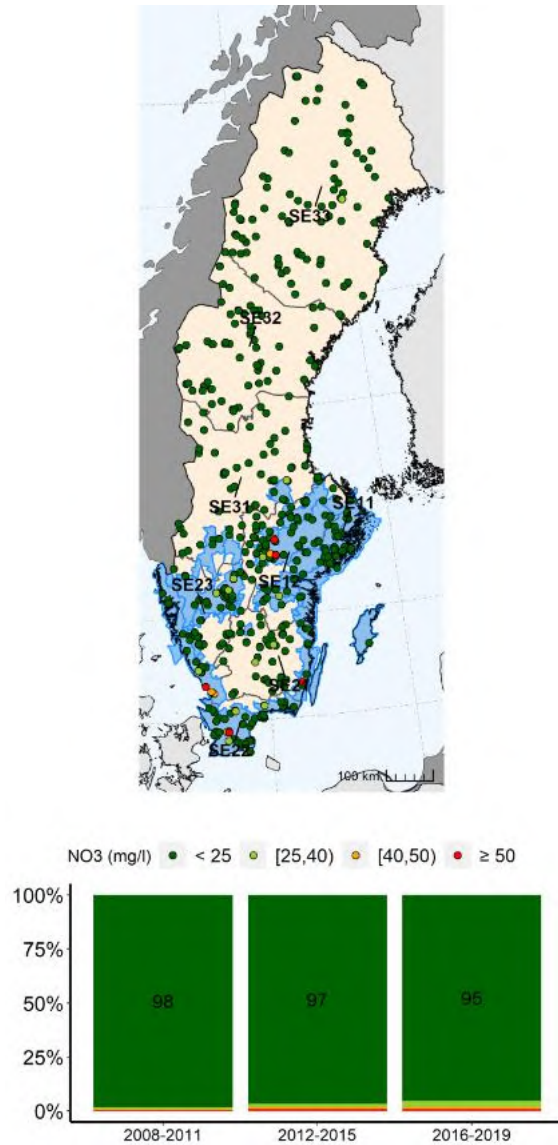 SE33
SE32
SE31
SE11
SE23
SE12
SE21
SE22
100 km
NO3 (mg/l) < 25 [25,40) [40,50) ≥ 50
100%
75%
98 97 95
50%
25%
0%
2008-2011 2012-2015 2016-2019